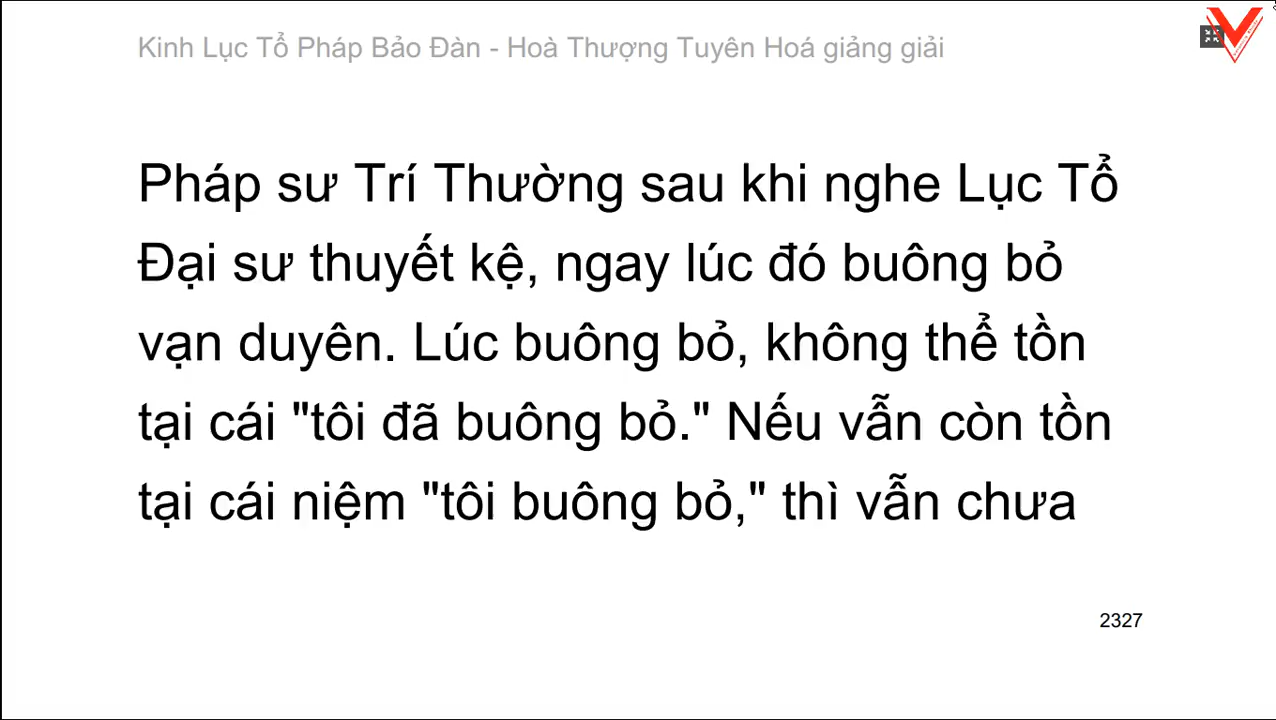 Kinh Lục Tổ Pháp Bảo Đàn - Hoà Thượng Tuyên Hoá giảng giải
Pháp sư Trí Thường sau khi nghe Lục Tổ
Đại sư thuyết kệ, ngay lúc đó buông bỏ
vạn duyên. Lúc buông bỏ, không thể tồn
tại cái "tôi đã buông bỏ." Nếu vẫn còn tồn
tại cái niệm "tôi buông bỏ," thì vẫn chưa
2327